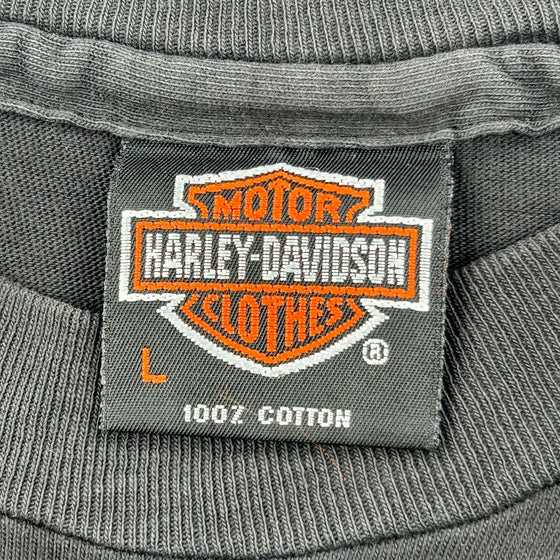 MOTOR
HARLEY-DAVIDSON
CLOTHES
®
L
100% COTTON